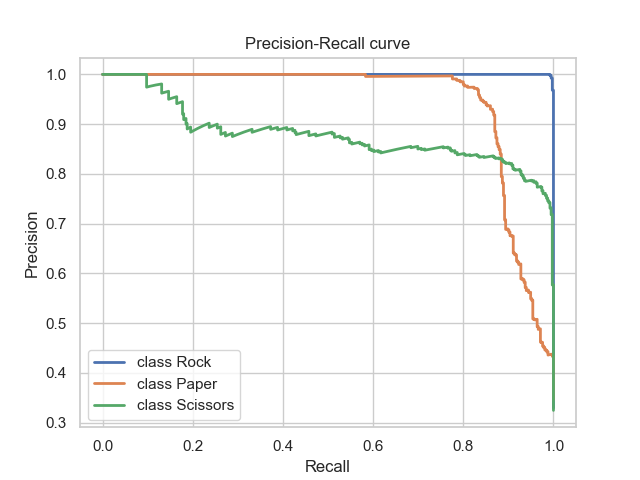 Precision-Recall curve
1.0
0.9
0.8
0.7
0.6
0.5
0.4
0.3
Precision
class Rock
class Paper
class Scissors
0.0 0.2 0.4 0.6 0.8 1.0
Recall